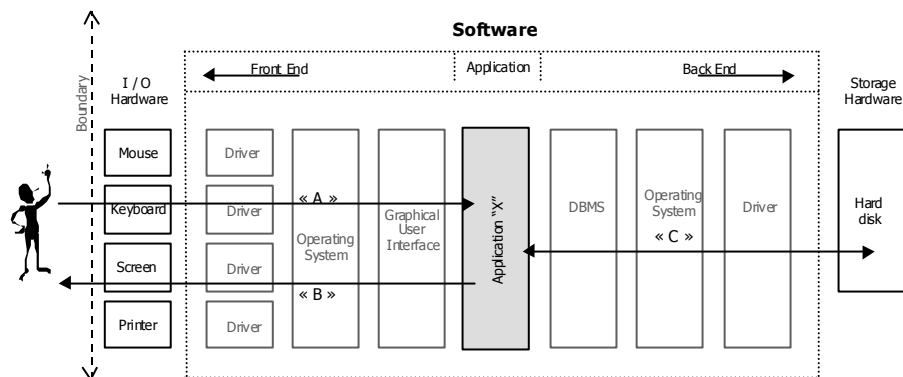 Software
Front End
Application
Back End
Boundary
I / O
Hardware
Storage
Hardware
Mouse
Keyboard
Screen
Printer
Driver
Driver
Driver
Driver
« A »
Operating
System
« B »
Graphical
User
Interface
Application “X”
DBMS
Operating
System
« C »
Driver
Hard
disk